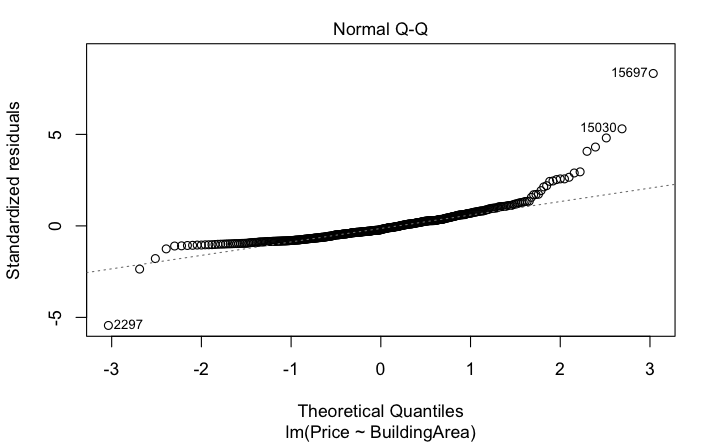 Normal Q-Q
15697
15030
2297
5
0
-5
Standardized residuals
-3 -2 -1 0 1 2 3
Theoretical Quantiles
lm(Price ~ BuildingArea)